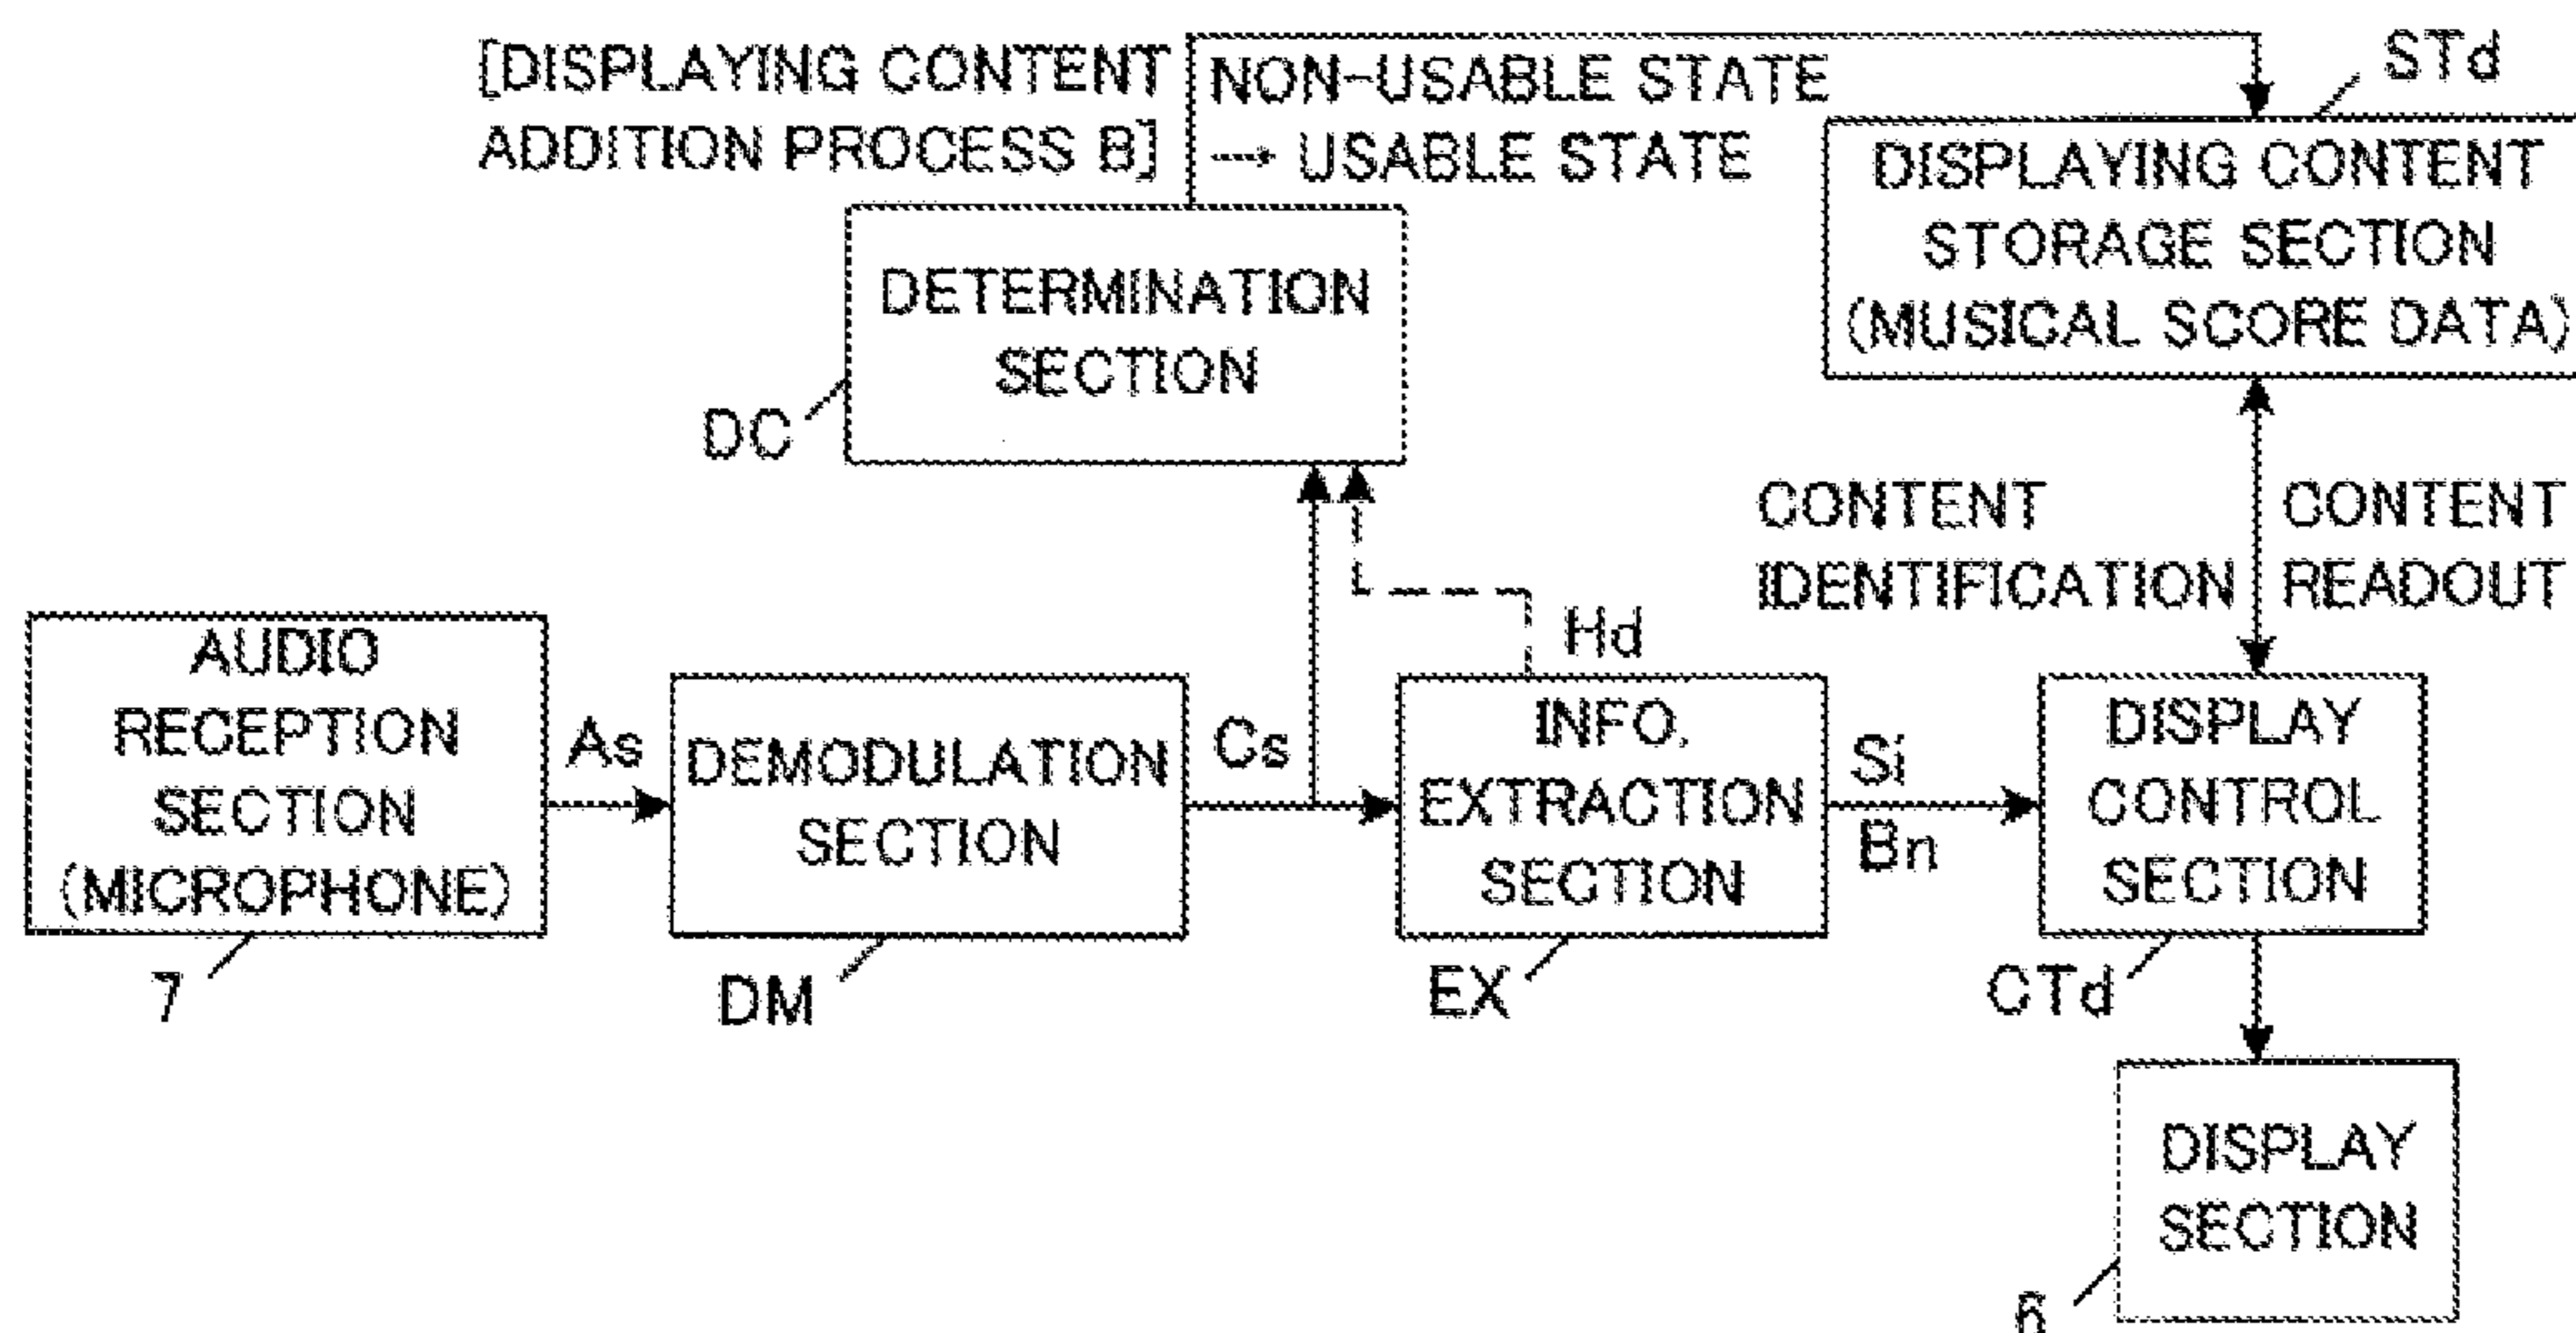 [DISPLAYING CONTENT
ADDITION PROCESS B]
NON-USABLE STATE
→ USABLE STATE
STd
DISPLAYING CONTENT
STORAGE SECTION
(MUSICAL SCORE DATA)
DETERMINATION
SECTION
DC
CONTENT
IDENTIFICATION
CONTENT
READOUT
Hd
AUDIO
RECEPTION
SECTION
(MICROPHONE)
7
As
DEMODULATION
SECTION
DM
Cs
INFO.
EXTRACTION
SECTION
EX
Si
Bn
DISPLAY
CONTROL
SECTION
CTd
DISPLAY
SECTION
6